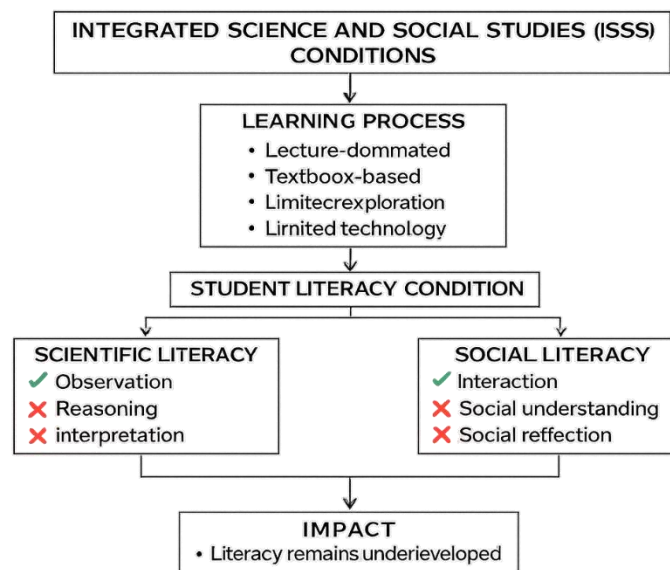 INTEGRATED SCIENCE AND SOCIAL STUDIES (ISSS)
CONDITIONS
LEARNING PROCESS
• Lecture-dommated
• Textboox-based
• Limitecrexploration
• Lirnited technology
STUDENT LITERACY CONDITION
SCIENTIFIC LITERACY
✓ Observation
✗ Reasoning
✗ interpretation
SOCIAL LITERACY
✓ Interaction
✗ Social understanding
✗ Social reffection
IMPACT
• Literacy remains underieveloped